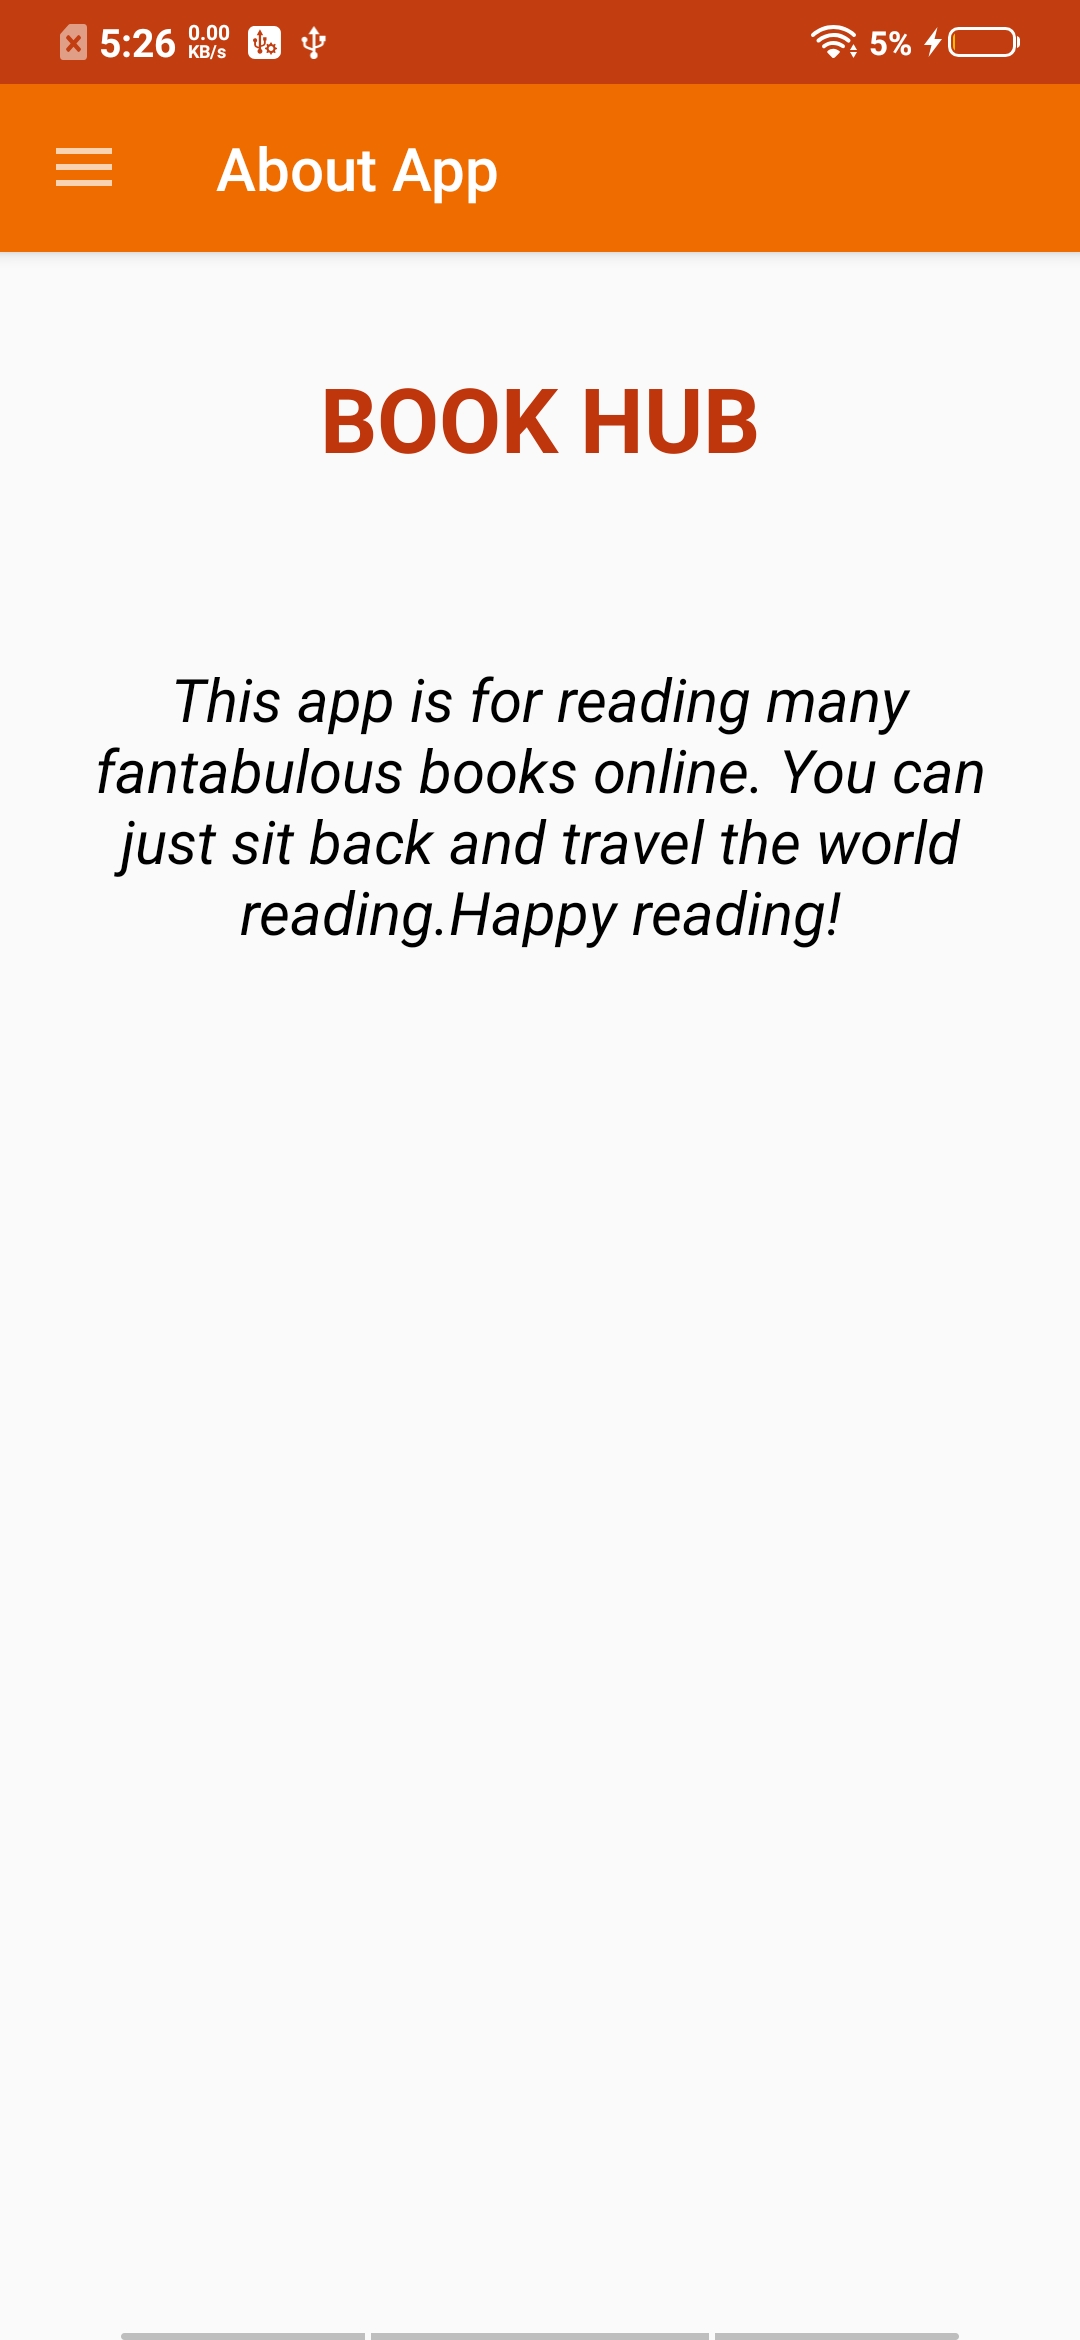 5:26 0.00 KB/s 5%
About App
BOOK HUB
This app is for reading many
fantabulous books online. You can
just sit back and travel the world
reading.Happy reading!